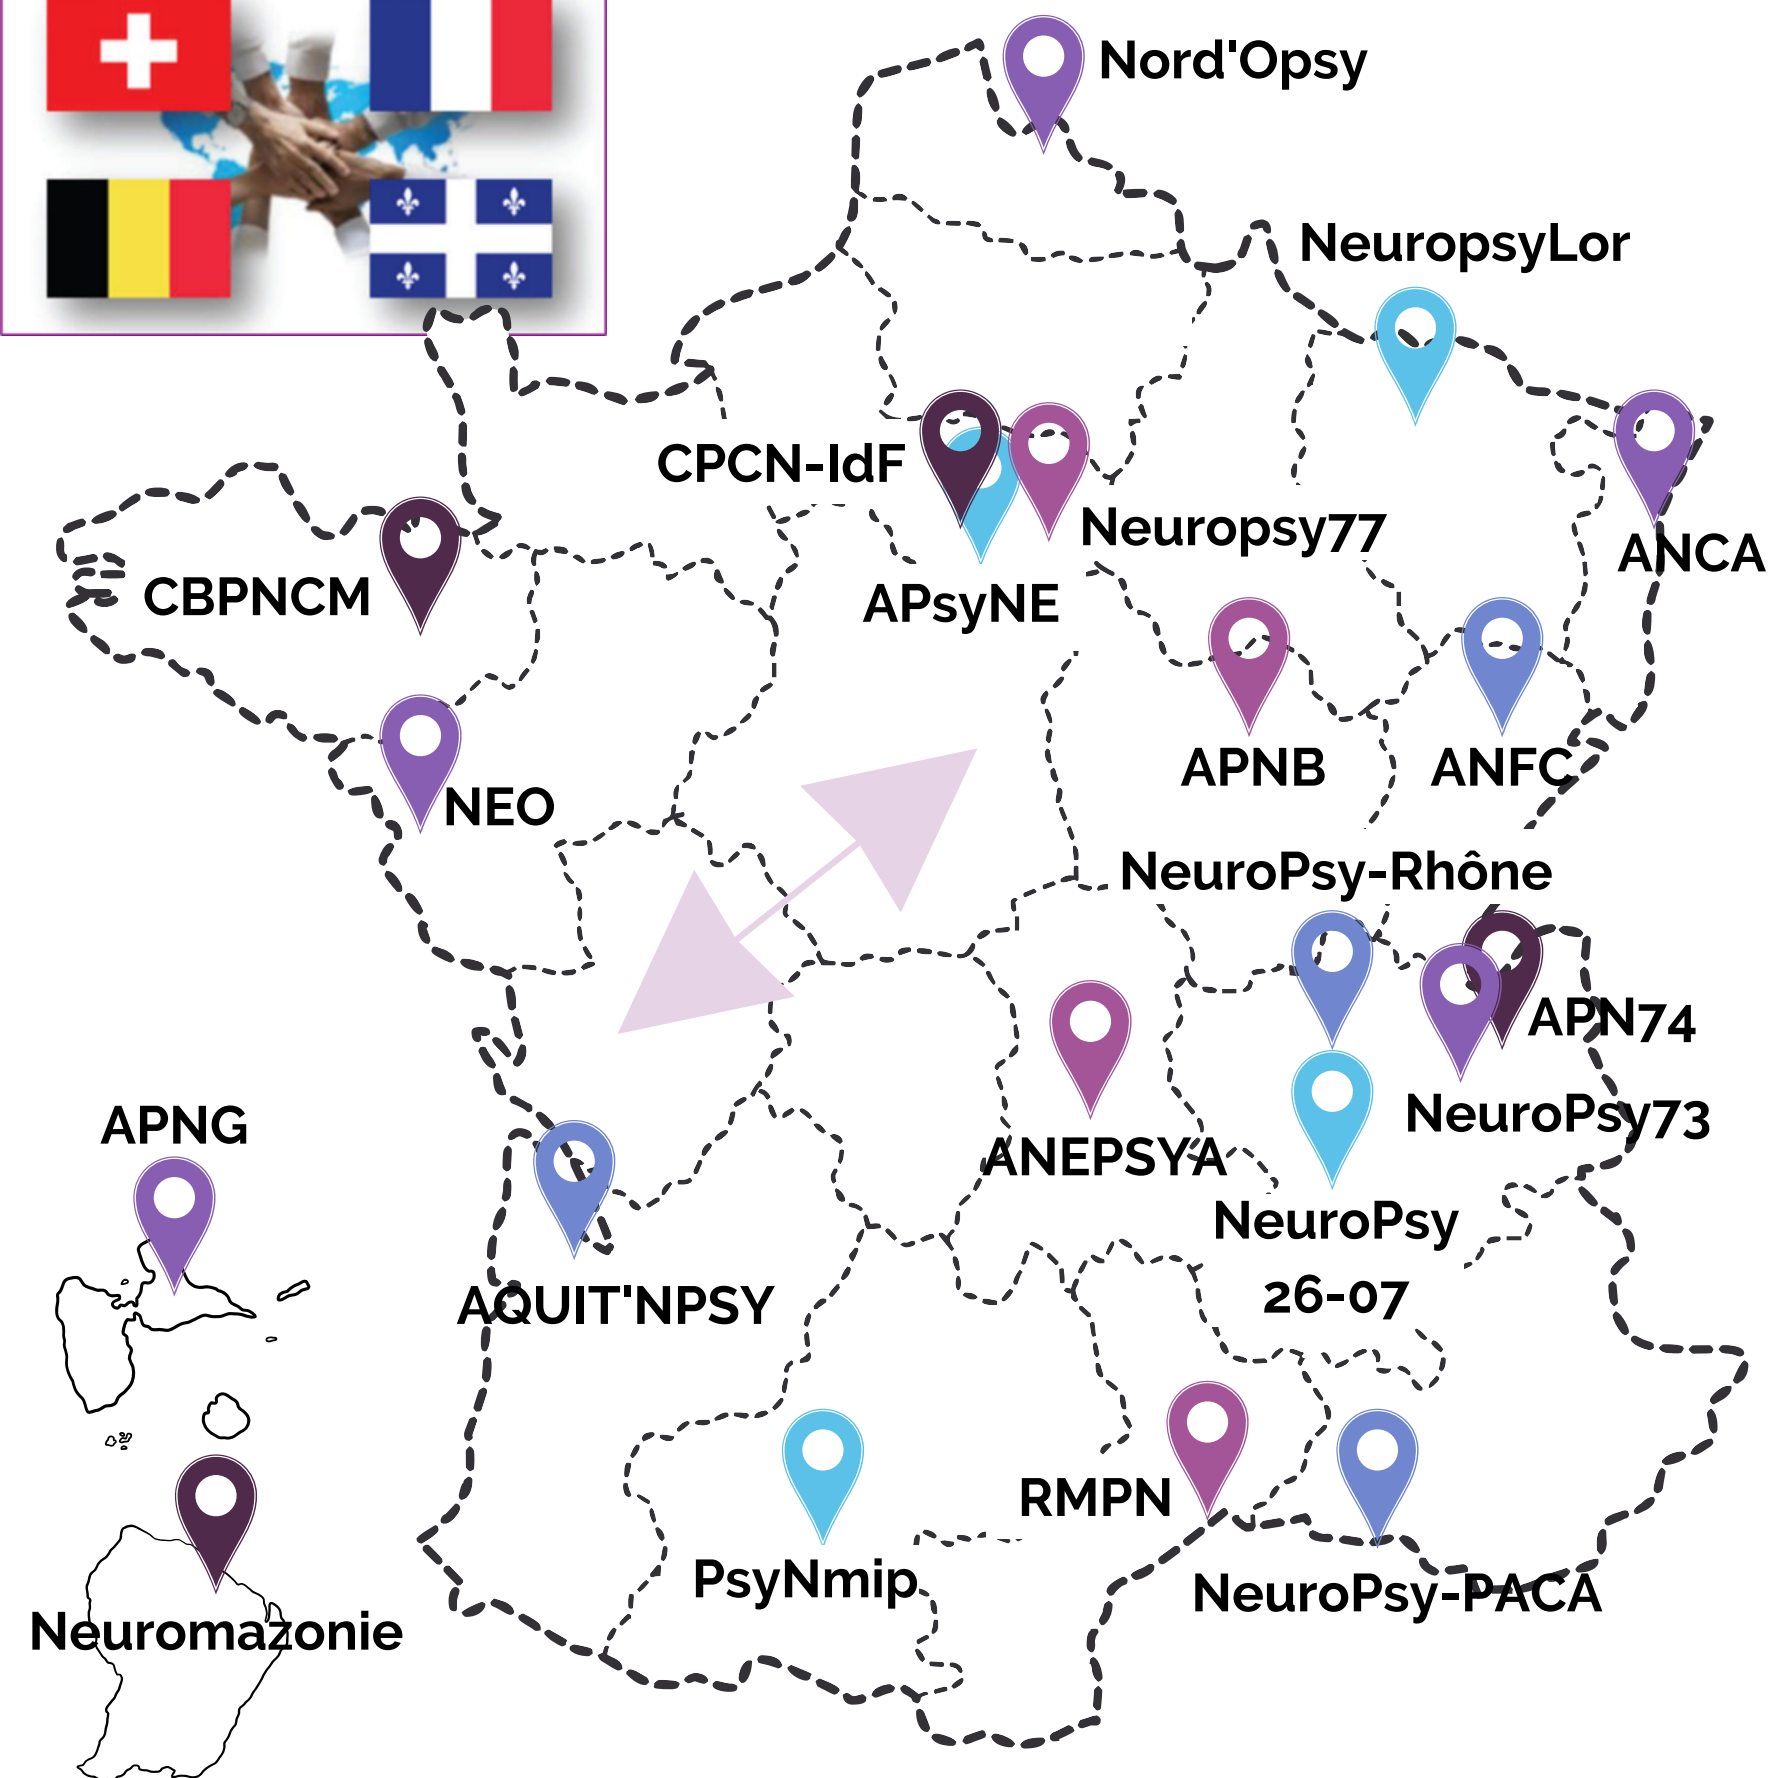 Nord'Opsy
NeuropsyLor
CPCN-IdF
Neuropsy77
ANCA
CBPNCM
APsyNE
APNB
ANFC
NEO
NeuroPsy-Rhône
APN74
NeuroPsy73
APNG
ANEPSYA
NeuroPsy
26-07
AQUIT'NPSY
RMPN
PsyNmip
NeuroPsy-PACA
Neuromazonie